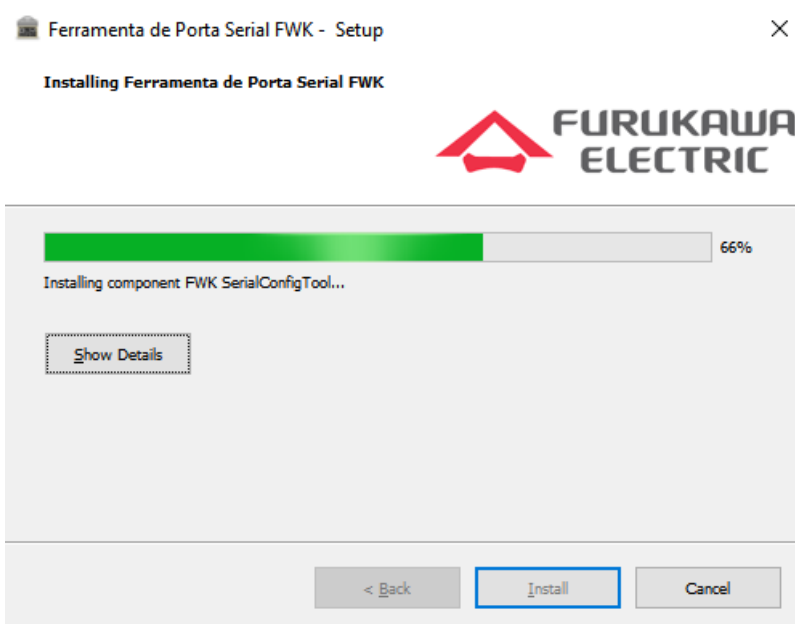 Ferramenta de Porta Serial FWK - Setup
Installing Ferramenta de Porta Serial FWK
FURUKAWA
ELECTRIC
66%
Installing component FWK SerialConfigTool...
Show Details
< Back
Install
Cancel